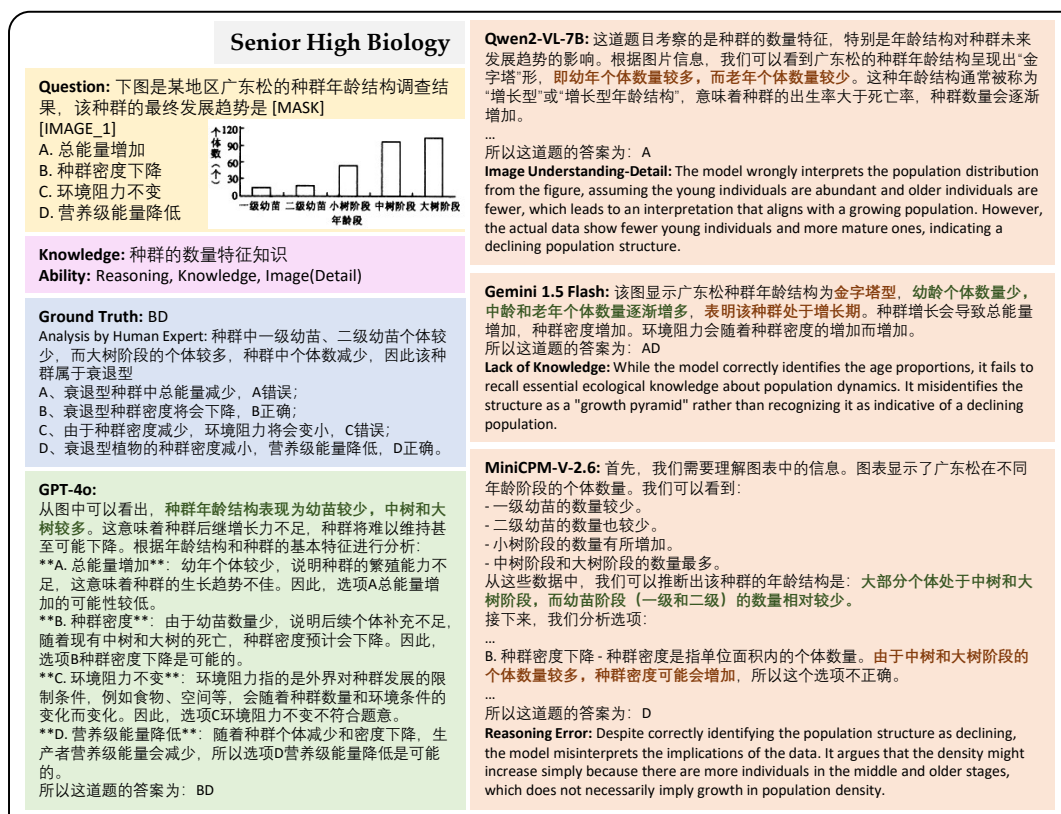 Senior High Biology
Question: 下图是某地区广东松的种群年龄结构调查结
果，该种群的最终发展趋势是 [MASK]
[IMAGE_1]
A. 总能量增加
B. 种群密度下降
C. 环境阻力不变
D. 营养级能量降低
个体数（个）
120
90
60
30
0
一级幼苗 二级幼苗 小树阶段 中树阶段 大树阶段
年龄段
Knowledge: 种群的数量特征知识
Ability: Reasoning, Knowledge, Image(Detail)
Ground Truth: BD
Analysis by Human Expert: 种群中一级幼苗、二级幼苗个体较
少，而大树阶段的个体较多，种群中个体数减少，因此该种
群属于衰退型
A、衰退型种群中总能量减少，A错误；
B、衰退型种群密度将会下降，B正确；
C、由于种群密度减少，环境阻力将会变小，C错误；
D、衰退型植物的种群密度减小，营养级能量降低，D正确。
GPT-4o:
从图中可以看出，种群年龄结构表现为幼苗较少，中树和大
树较多。这意味着种群后继增长力不足，种群将难以维持甚
至可能下降。根据年龄结构和种群的基本特征进行分析：
**A. 总能量增加**：幼年个体较少，说明种群的繁殖能力不
足，这意味着种群的生长趋势不佳。因此，选项A总能量增
加的可能性较低。
**B. 种群密度**：由于幼苗数量少，说明后续个体补充不足，
随着现有中树和大树的死亡，种群密度预计会下降。因此，
选项B种群密度下降是可能的。
**C. 环境阻力不变**：环境阻力指的是外界对种群发展的限
制条件，例如食物、空间等，会随着种群数量和环境条件的
变化而变化。因此，选项C环境阻力不变不符合题意。
**D. 营养级能量降低**：随着种群个体减少和密度下降，生
产者营养级能量会减少，所以选项D营养级能量降低是可能
的。
所以这道题的答案为：BD
Qwen2-VL-7B: 这道题目考察的是种群的数量特征，特别是年龄结构对种群未来
发展趋势的影响。根据图片信息，我们可以看到广东松的种群年龄结构呈现出“金
字塔”形，即幼年个体数量较多，而老年个体数量较少。这种年龄结构通常被称为
“增长型”或“增长型年龄结构”，意味着种群的出生率大于死亡率，种群数量会逐渐
增加。
...
所以这道题的答案为：A
Image Understanding-Detail: The model wrongly interprets the population distribution
from the figure, assuming the young individuals are abundant and older individuals are
fewer, which leads to an interpretation that aligns with a growing population. However,
the actual data show fewer young individuals and more mature ones, indicating a
declining population structure.
Gemini 1.5 Flash: 该图显示广东松种群年龄结构为金字塔型，幼龄个体数量少，
中龄和老年个体数量逐渐增多，表明该种群处于增长期。种群增长会导致总能量
增加，种群密度增加。环境阻力会随着种群密度的增加而增加。
所以这道题的答案为：AD
Lack of Knowledge: While the model correctly identifies the age proportions, it fails to
recall essential ecological knowledge about population dynamics. It misidentifies the
structure as a "growth pyramid" rather than recognizing it as indicative of a declining
population.
MiniCPM-V-2.6: 首先，我们需要理解图表中的信息。图表显示了广东松在不同
年龄阶段的个体数量。我们可以看到：
- 一级幼苗的数量较少。
- 二级幼苗的数量也较少。
- 小树阶段的数量有所增加。
- 中树阶段和大树阶段的数量最多。
从这些数据中，我们可以推断出该种群的年龄结构是：大部分个体处于中树和大
树阶段，而幼苗阶段（一级和二级）的数量相对较少。
接下来，我们分析选项：
...
B. 种群密度下降 - 种群密度是指单位面积内的个体数量。由于中树和大树阶段的
个体数量较多，种群密度可能会增加，所以这个选项不正确。
...
所以这道题的答案为：D
Reasoning Error: Despite correctly identifying the population structure as declining,
the model misinterprets the implications of the data. It argues that the density might
increase simply because there are more individuals in the middle and older stages,
which does not necessarily imply growth in population density.